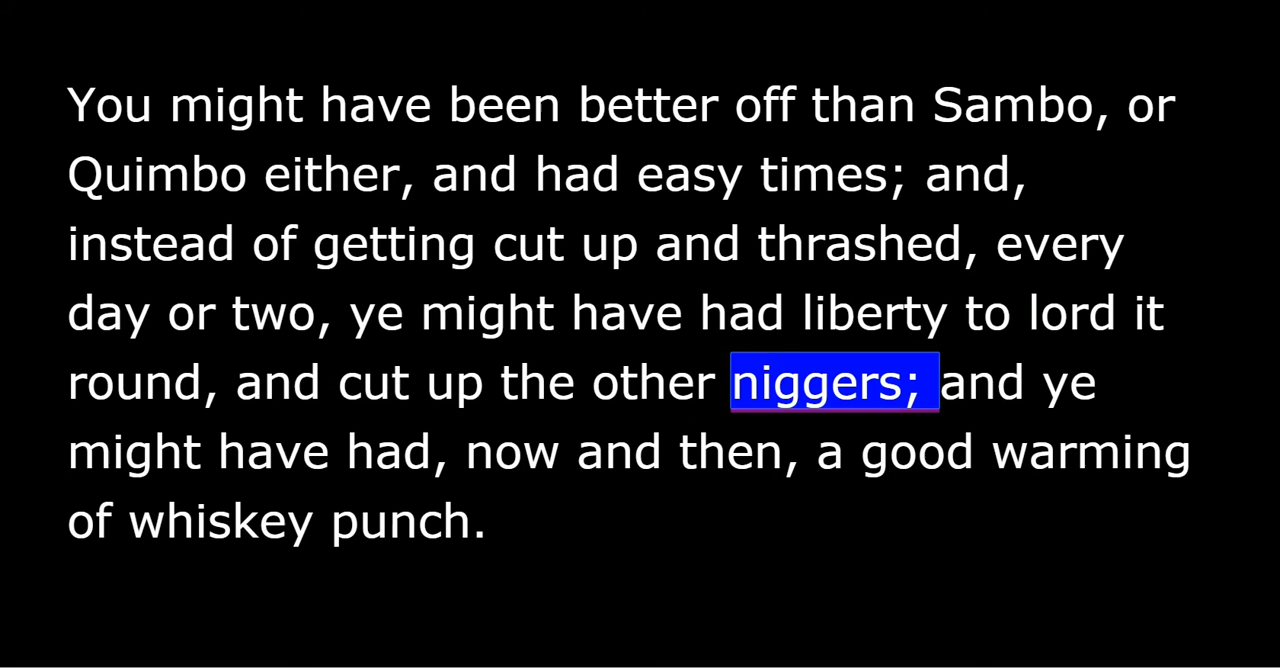 You might have been better off than Sambo, or
Quimbo either, and had easy times; and,
instead of getting cut up and thrashed, every
day or two, ye might have had liberty to lord it
round, and cut up the other niggers; and ye
might have had, now and then, a good warming
of whiskey punch.